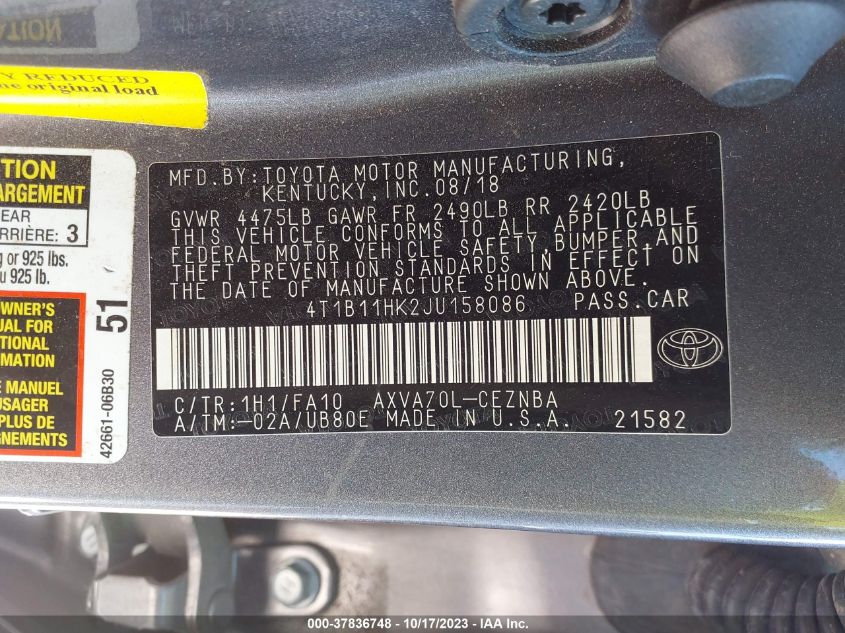 Y REDUCED
he original load
TION
ARGEMENT
EAR
RRIÈRE: 3
g or 925 lbs.
u 925 lb.
WNER'S
UAL FOR
TIONAL
MATION
E MANUEL
USAGER
PLUS DE
GNEMENTS
51
42661-06B30
MFD.BY:TOYOTA MOTOR MANUFACTURING,
KENTUCKY,INC.08/18
GVWR 4475LB GAWR FR 2490LB RR 2420LB
THIS VEHICLE CONFORMS TO ALL APPLICABLE
FEDERAL MOTOR VEHICLE SAFETY,BUMPER,AND
THEFT PREVENTION STANDARDS IN EFFECT ON
THE DATE OF MANUFACTURE SHOWN ABOVE.
4T1B11HK2JU158086 PASS.CAR
C/TR:1H1/FA10 AXVA70L-CEZNBA
A/TM:-02A/UB80E MADE IN U.S.A. 21582
000-37836748 - 10/17/2023 - IAA Inc.